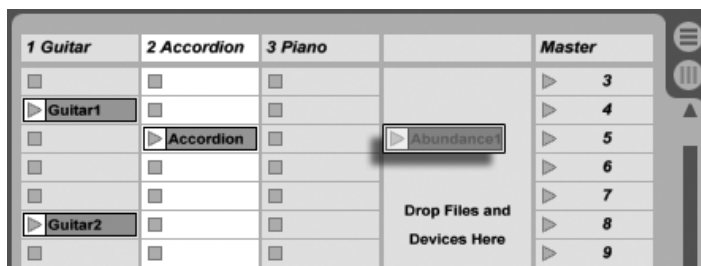 1 Guitar 2 Accordion 3 Piano Master
3
Guitar1 4
Accordion Abundance1 5
6
7
Drop Files and
Guitar2 8
Devices Here
9